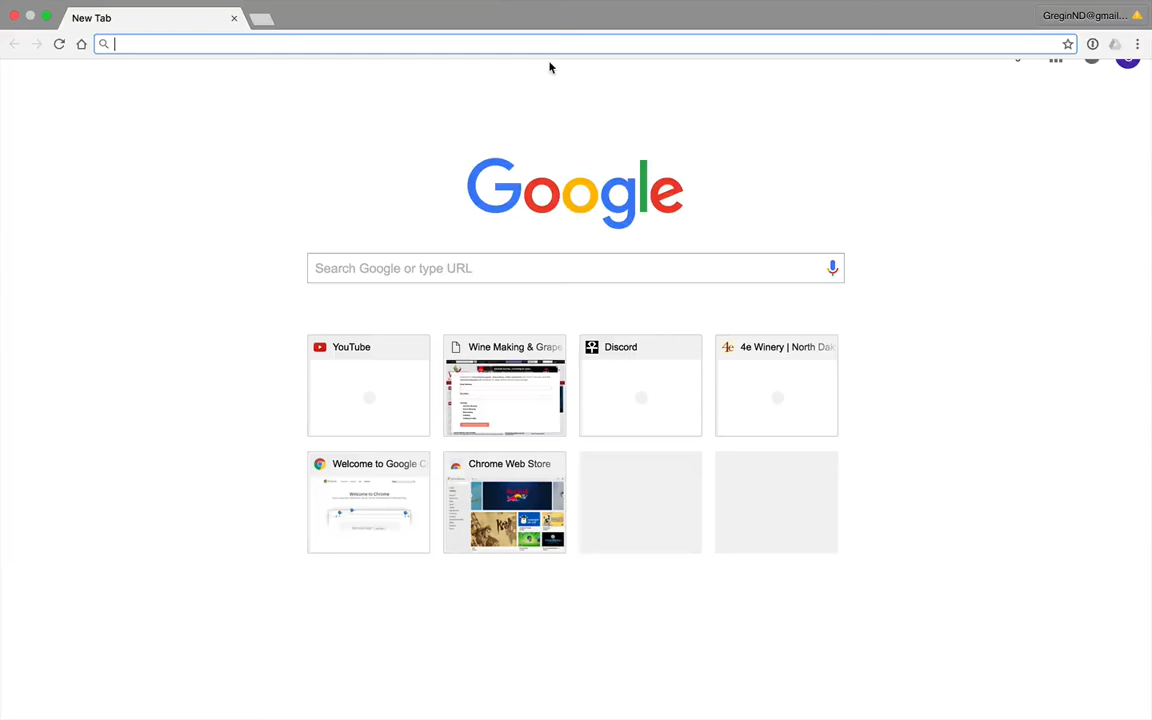 New Tab
GreginND@gmail...
Google
Search Google or type URL
YouTube
Wine Making & Grape
Discord
4e Winery | North Dak
Welcome to Google C
Chrome Web Store
Welcome to Chrome